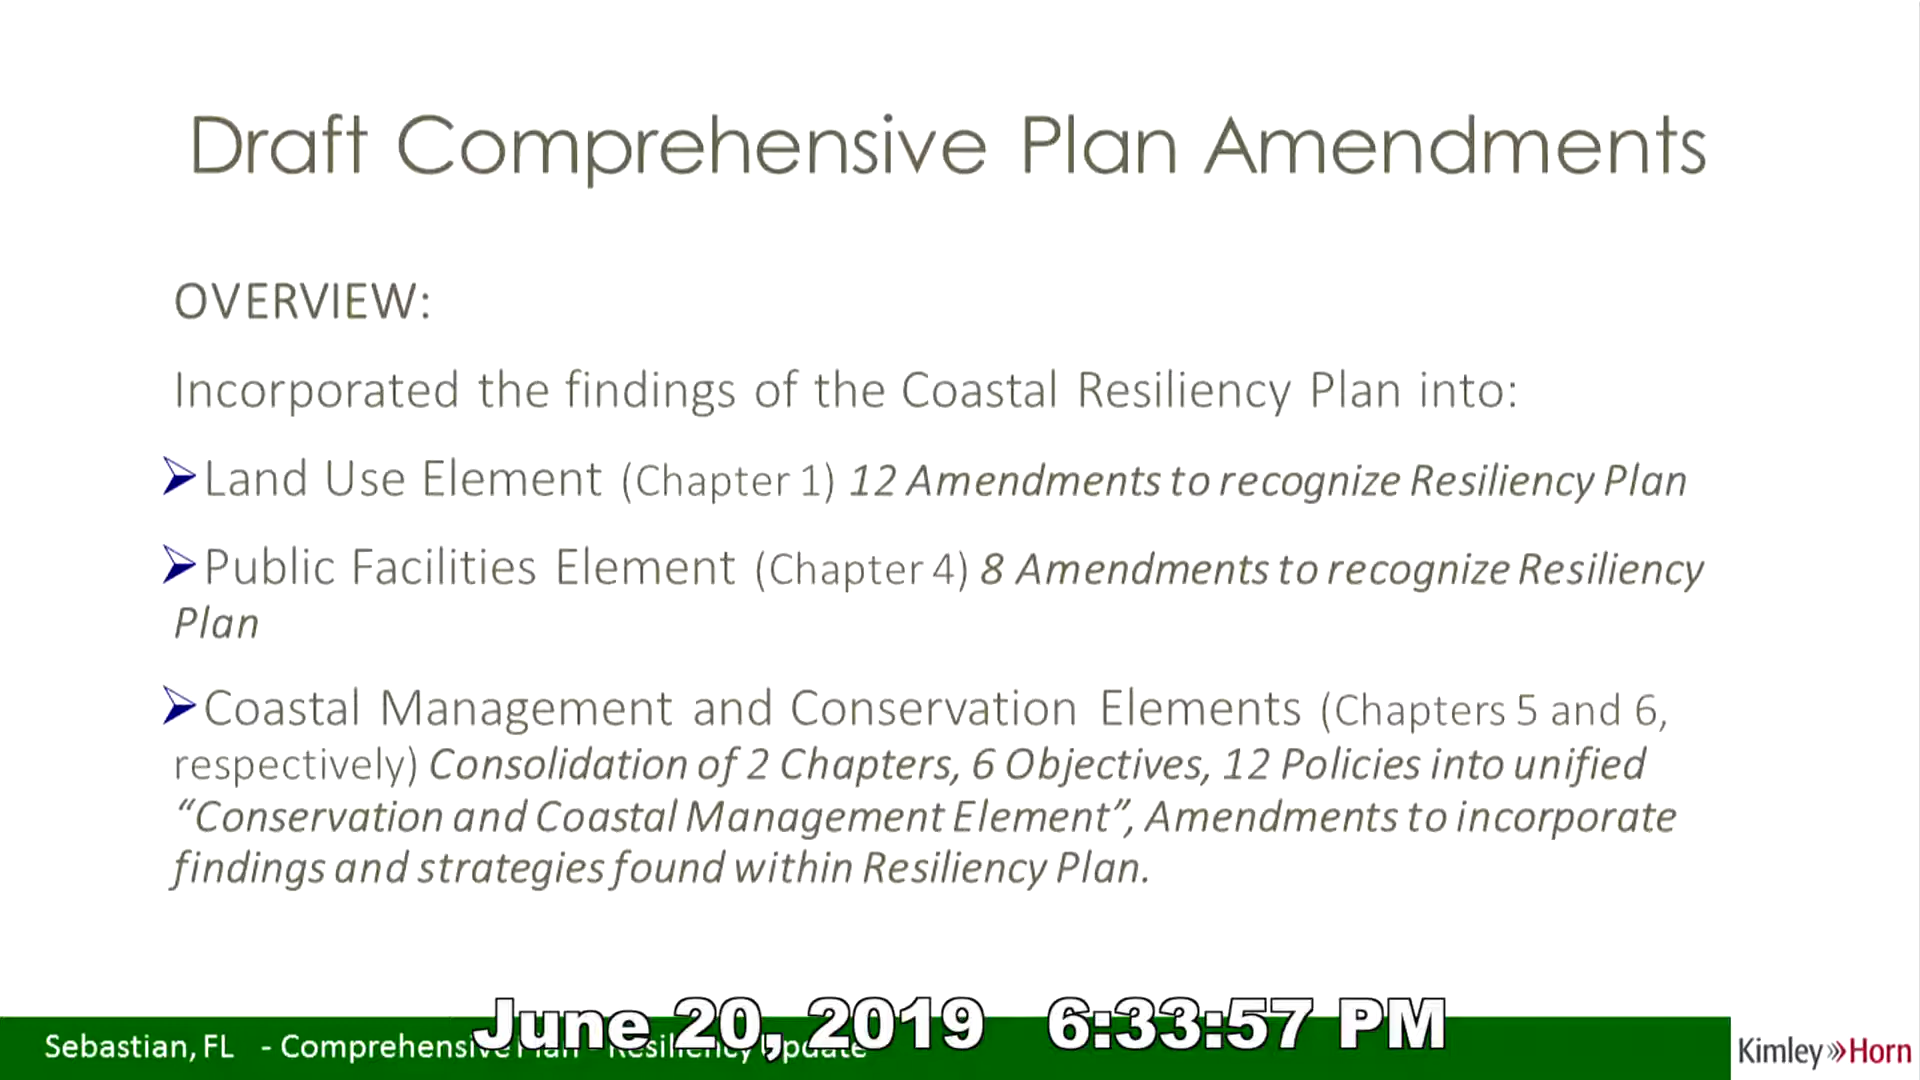 Draft Comprehensive Plan Amendments
OVERVIEW:
Incorporated the findings of the Coastal Resiliency Plan into:
Land Use Element (Chapter 1) 12 Amendments to recognize Resiliency Plan
Public Facilities Element (Chapter 4) 8 Amendments to recognize Resiliency
Plan
Coastal Management and Conservation Elements (Chapters 5 and 6,
respectively) Consolidation of 2 Chapters, 6 Objectives, 12 Policies into unified
“Conservation and Coastal Management Element”, Amendments to incorporate
findings and strategies found within Resiliency Plan.
June 20, 2019 6:33:57 PM
Sebastian, FL - Comprehensive Plan - Resiliency Update
Kimley»Horn